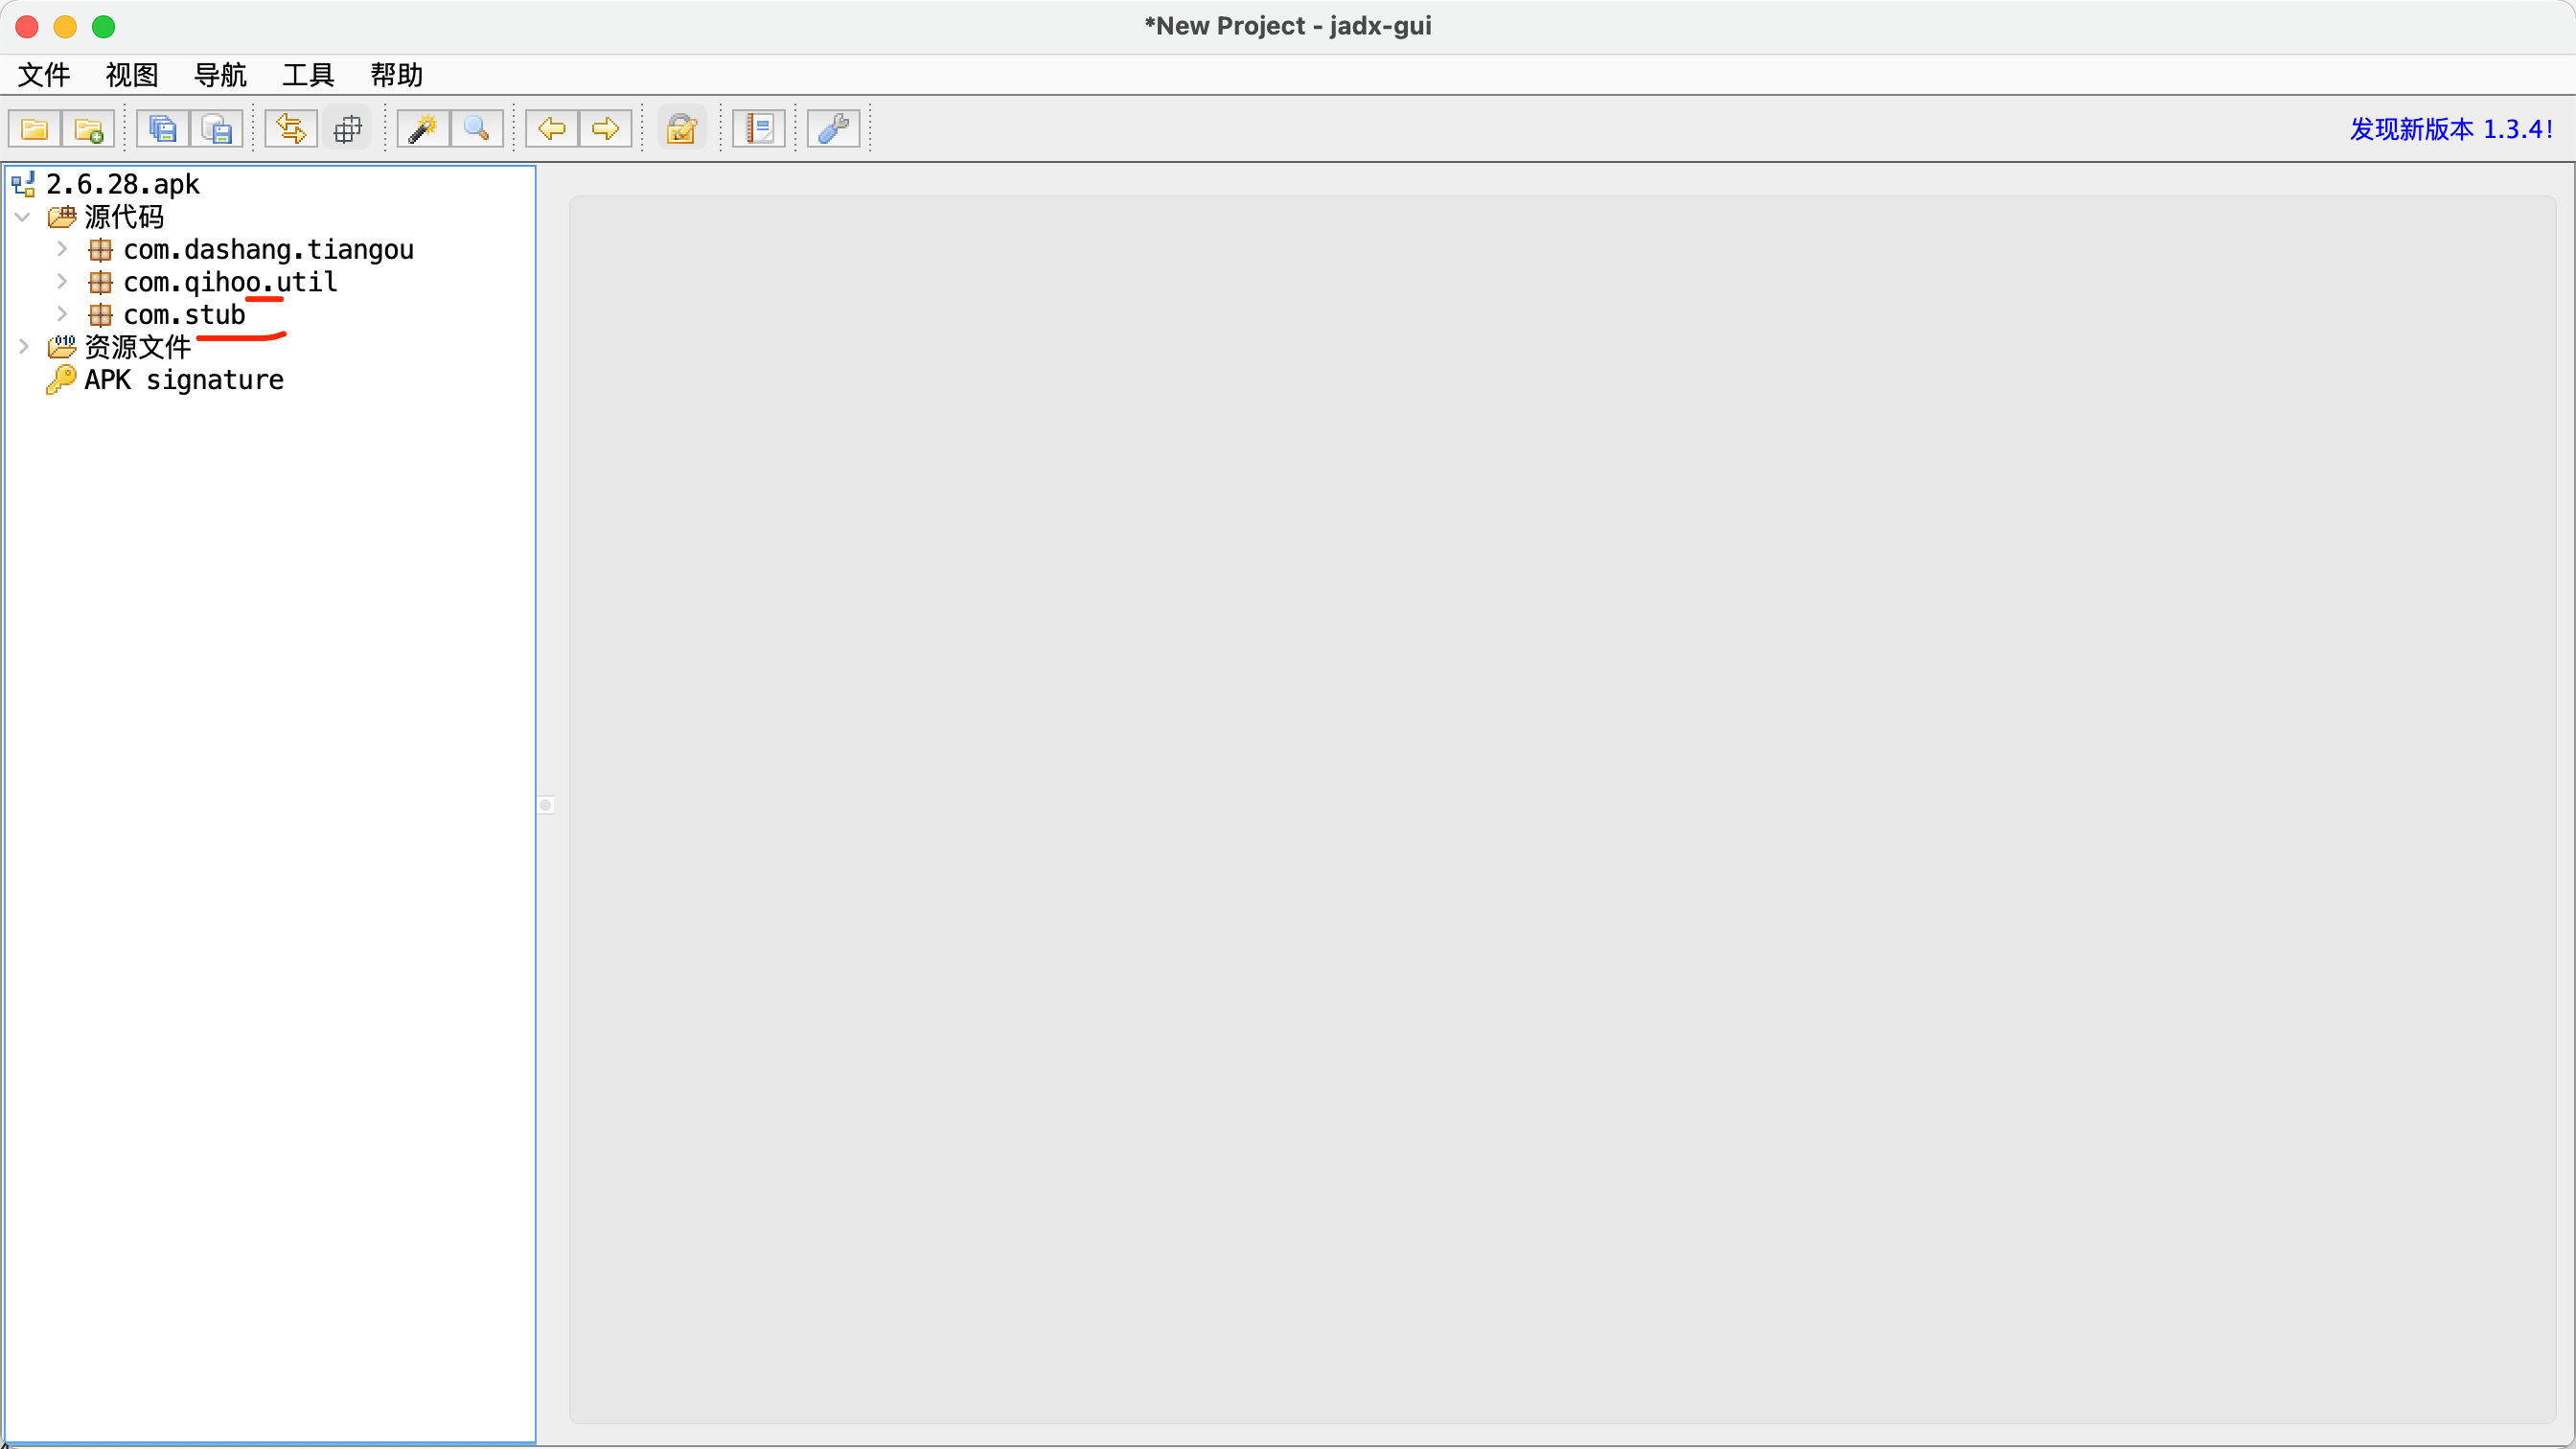 *New Project - jadx-gui
文件 视图 导航 工具 帮助
发现新版本 1.3.4!
2.6.28.apk
源代码
com.dashang.tiangou
com.qihoo.util
com.stub
资源文件
APK signature